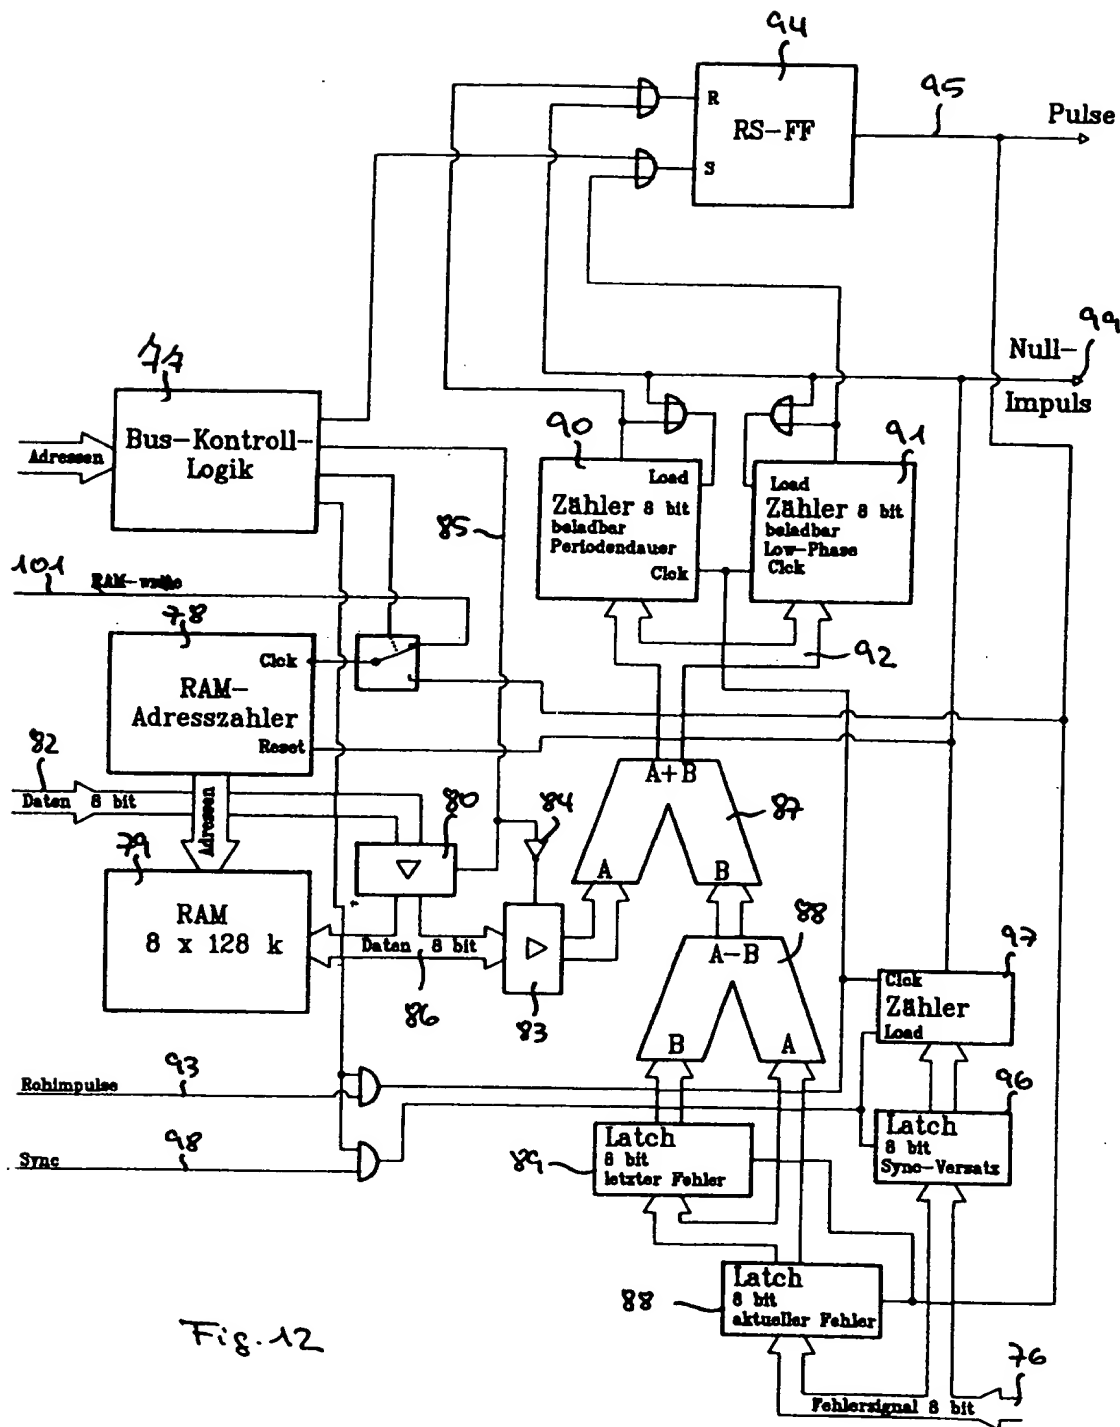 94
95
Pulse
R
RS-FF
S
99
Null-
Impuls
77
Bus-Kontroll-
Logik
Adressen
90
91
Load
Zähler 8 bit
beladbar
Periodendauer
Clck
Load
Zähler 8 bit
beladbar
Low-Phase
Clck
85
101
78
Clck
RAM-
Adresszahler
Reset
92
82
Daten 8 bit
Adressen
80
84
A+B
87
A
B
79
RAM
8 x 128 k
Daten 8 bit
86
83
88
A-B
B
A
97
Clck
Zähler
Load
93
Rohimpulse
96
98
Sync
Latch
8 bit
letzter Fehler
89
Latch
8 bit
Sync-Versatz
Latch
8 bit
aktueller Fehler
88
Fig. 12
76
Fehlersignal 8 bit